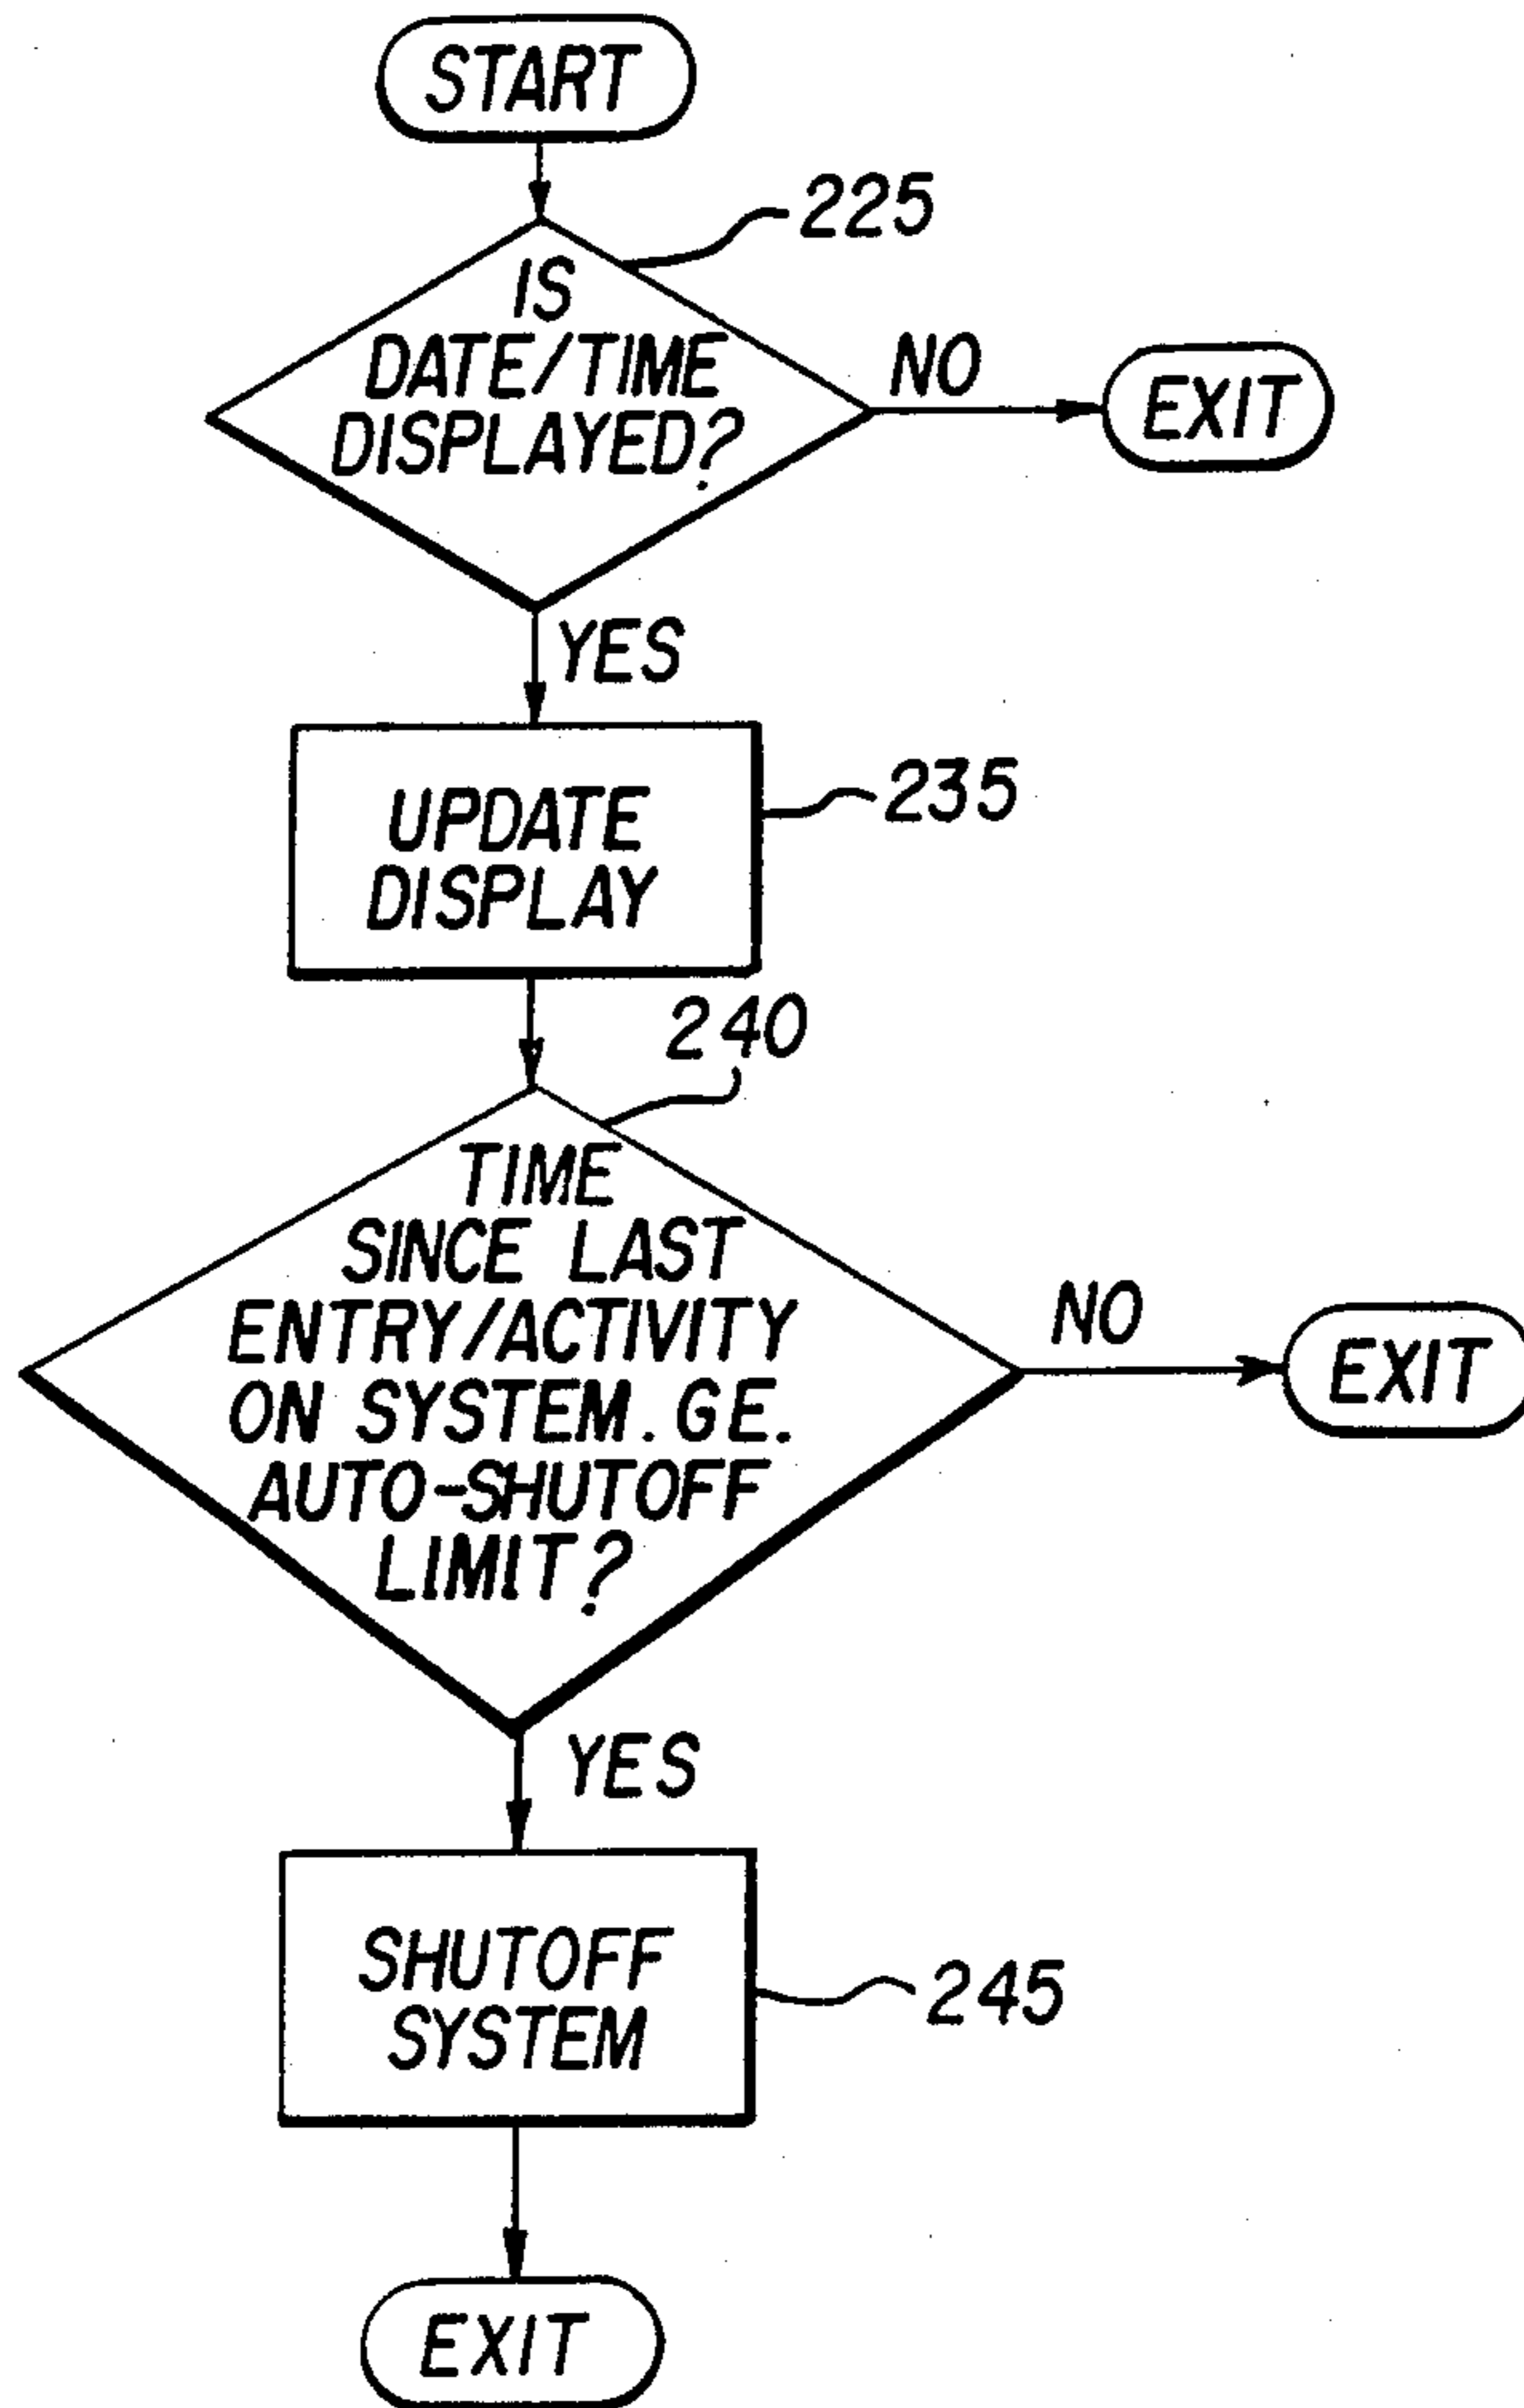 START
225
IS
DATE/TIME
DISPLAYED?
NO
EXIT
YES
UPDATE
DISPLAY
235
240
TIME
SINCE LAST
ENTRY/ACTIVITY
ON SYSTEM.GE.
AUTO-SHUTOFF
LIMIT?
NO
EXIT
YES
SHUTOFF
SYSTEM
245
EXIT